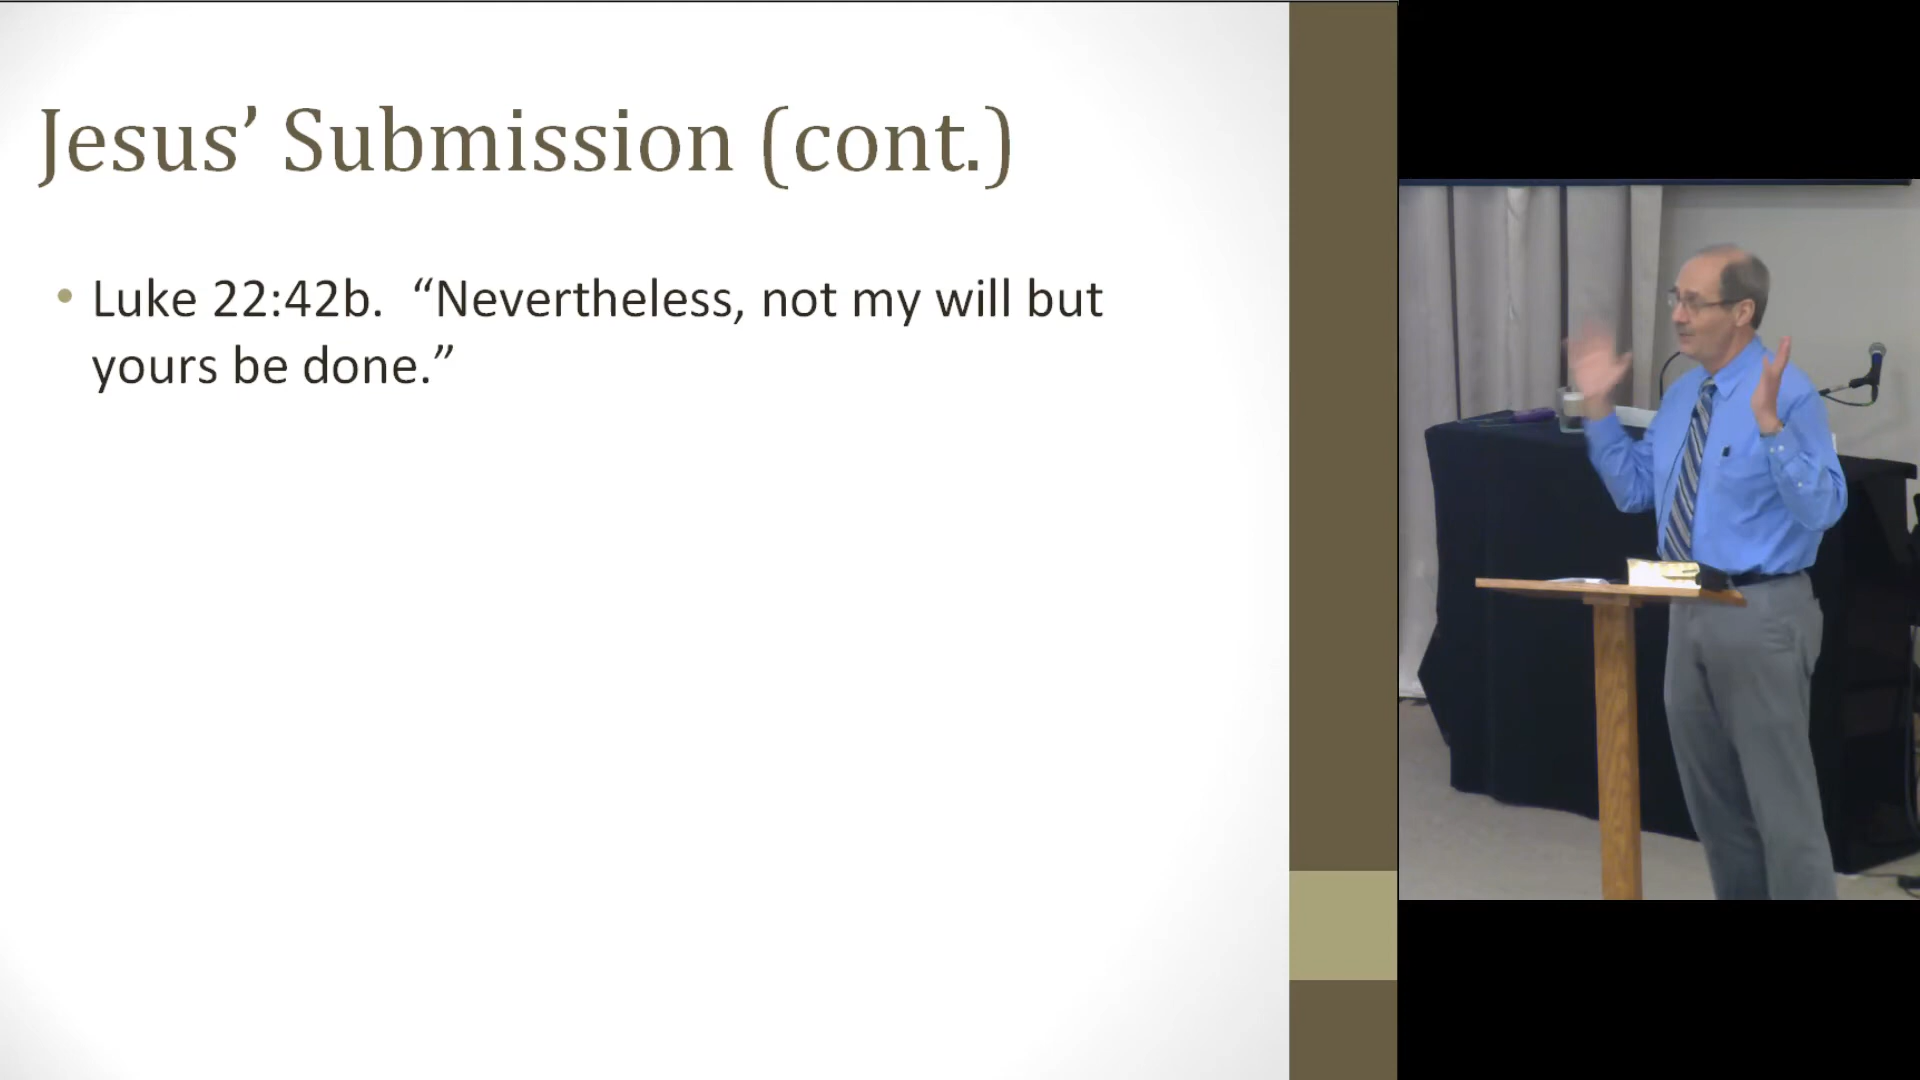 Jesus’ Submission (cont.)
• Luke 22:42b.  “Nevertheless, not my will but
yours be done.”